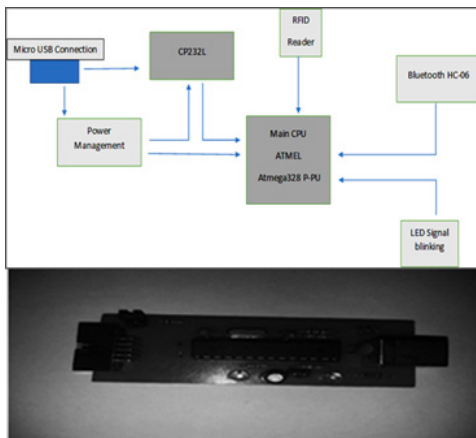 RFID
Reader
Micro USB Connection
CP232L
Bluetooth HC-06
Power
Management
Main CPU
ATMEL
Atmega328 P-PU
LED Signal
blinking